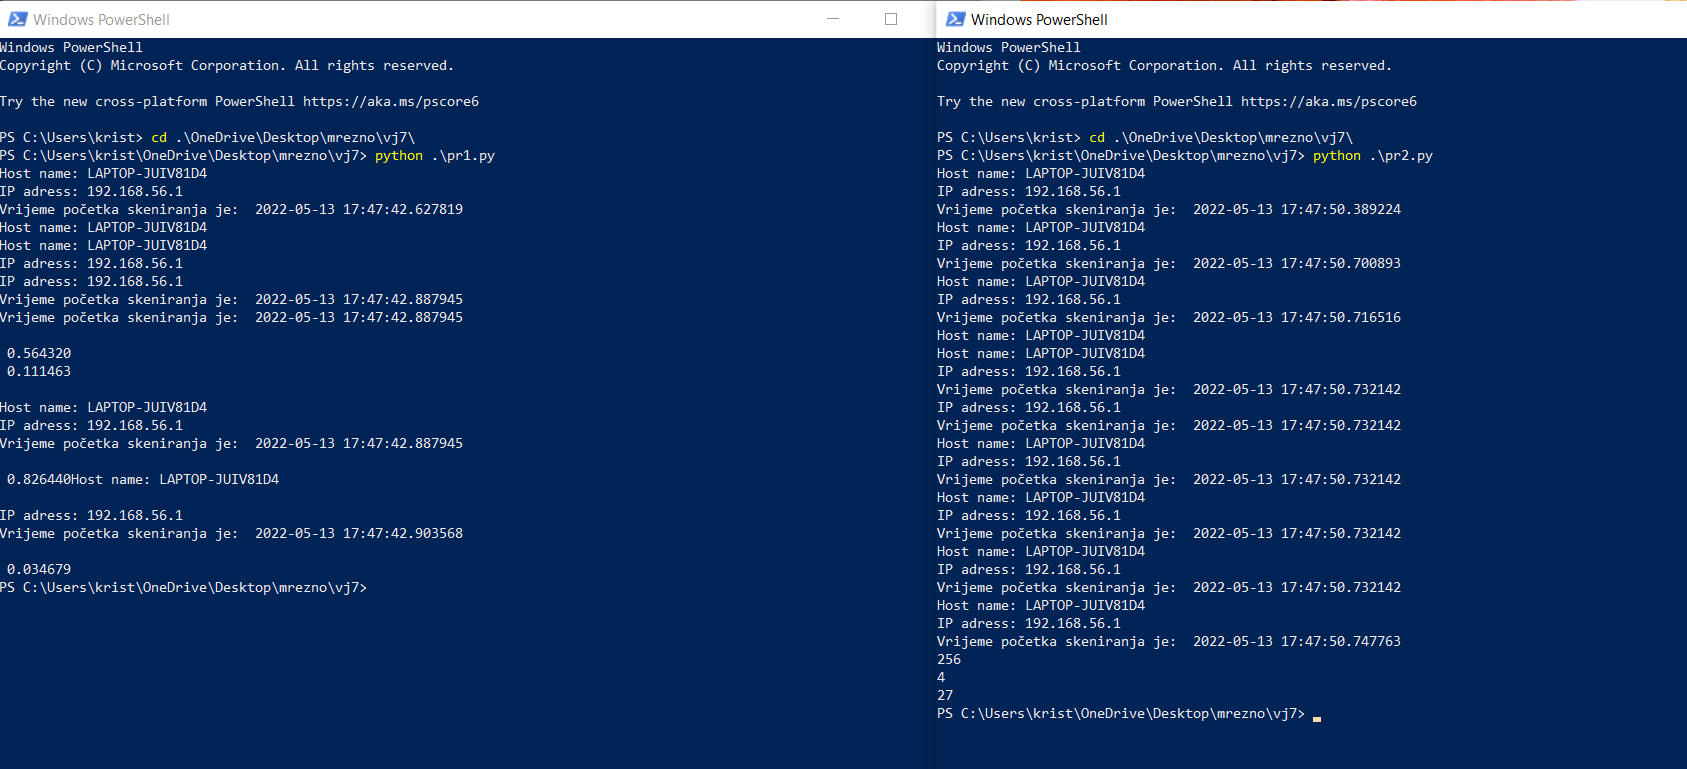 Windows PowerShell
Windows PowerShell
Copyright (C) Microsoft Corporation. All rights reserved.
Try the new cross-platform PowerShell https://aka.ms/pscore6
PS C:\Users\krist> cd .\OneDrive\Desktop\mrezno\vj7\
PS C:\Users\krist\OneDrive\Desktop\mrezno\vj7> python .\pr1.py
Host name: LAPTOP-JUIV81D4
IP adress: 192.168.56.1
Vrijeme početka skeniranja je:  2022-05-13 17:47:42.627819
Host name: LAPTOP-JUIV81D4
Host name: LAPTOP-JUIV81D4
IP adress: 192.168.56.1
IP adress: 192.168.56.1
Vrijeme početka skeniranja je:  2022-05-13 17:47:42.887945
Vrijeme početka skeniranja je:  2022-05-13 17:47:42.887945
0.564320
0.111463
Host name: LAPTOP-JUIV81D4
IP adress: 192.168.56.1
Vrijeme početka skeniranja je:  2022-05-13 17:47:42.887945
0.826440Host name: LAPTOP-JUIV81D4
IP adress: 192.168.56.1
Vrijeme početka skeniranja je:  2022-05-13 17:47:42.903568
0.034679
PS C:\Users\krist\OneDrive\Desktop\mrezno\vj7>
Windows PowerShell
Windows PowerShell
Copyright (C) Microsoft Corporation. All rights reserved.
Try the new cross-platform PowerShell https://aka.ms/pscore6
PS C:\Users\krist> cd .\OneDrive\Desktop\mrezno\vj7\
PS C:\Users\krist\OneDrive\Desktop\mrezno\vj7> python .\pr2.py
Host name: LAPTOP-JUIV81D4
IP adress: 192.168.56.1
Vrijeme početka skeniranja je:  2022-05-13 17:47:50.389224
Host name: LAPTOP-JUIV81D4
IP adress: 192.168.56.1
Vrijeme početka skeniranja je:  2022-05-13 17:47:50.700893
Host name: LAPTOP-JUIV81D4
IP adress: 192.168.56.1
Vrijeme početka skeniranja je:  2022-05-13 17:47:50.716516
Host name: LAPTOP-JUIV81D4
Host name: LAPTOP-JUIV81D4
IP adress: 192.168.56.1
Vrijeme početka skeniranja je:  2022-05-13 17:47:50.732142
IP adress: 192.168.56.1
Vrijeme početka skeniranja je:  2022-05-13 17:47:50.732142
Host name: LAPTOP-JUIV81D4
IP adress: 192.168.56.1
Vrijeme početka skeniranja je:  2022-05-13 17:47:50.732142
Host name: LAPTOP-JUIV81D4
IP adress: 192.168.56.1
Vrijeme početka skeniranja je:  2022-05-13 17:47:50.732142
Host name: LAPTOP-JUIV81D4
IP adress: 192.168.56.1
Vrijeme početka skeniranja je:  2022-05-13 17:47:50.732142
Host name: LAPTOP-JUIV81D4
IP adress: 192.168.56.1
Vrijeme početka skeniranja je:  2022-05-13 17:47:50.747763
256
4
27
PS C:\Users\krist\OneDrive\Desktop\mrezno\vj7>